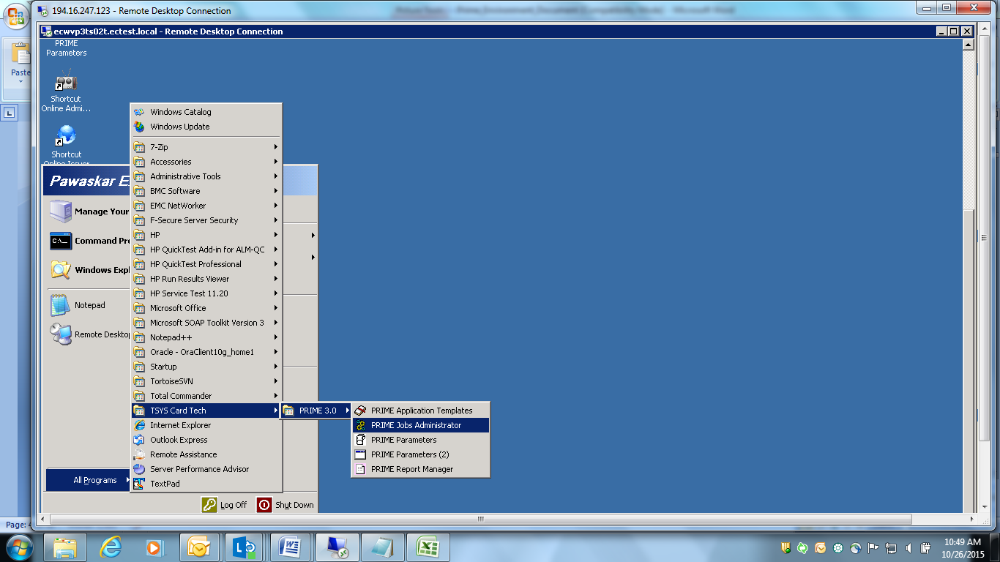 194.16.247.123 - Remote Desktop Connection
ecwvp3ts02t.ectest.local - Remote Desktop Connection
Paste
PRIME
Parameters
Shortcut
Online Admi...
Shortcut
Online Issuer
Pawaskar E
Manage Your
Command Pr
Windows Expl
Notepad
Remote Desktop
All Programs
Windows Catalog
Windows Update
7-Zip
Accessories
Administrative Tools
BMC Software
EMC NetWorker
F-Secure Server Security
HP
HP QuickTest Add-in for ALM-QC
HP QuickTest Professional
HP Run Results Viewer
HP Service Test 11.20
Microsoft Office
Microsoft SOAP Toolkit Version 3
Notepad++
Oracle - OraClient10g_home1
Startup
TortoiseSVN
Total Commander
TSYS Card Tech
Internet Explorer
Outlook Express
Remote Assistance
Server Performance Advisor
TextPad
PRIME 3.0
PRIME Application Templates
PRIME Jobs Administrator
PRIME Parameters
PRIME Parameters (2)
PRIME Report Manager
Log Off
Shut Down
Page:
10:49 AM
10/26/2015